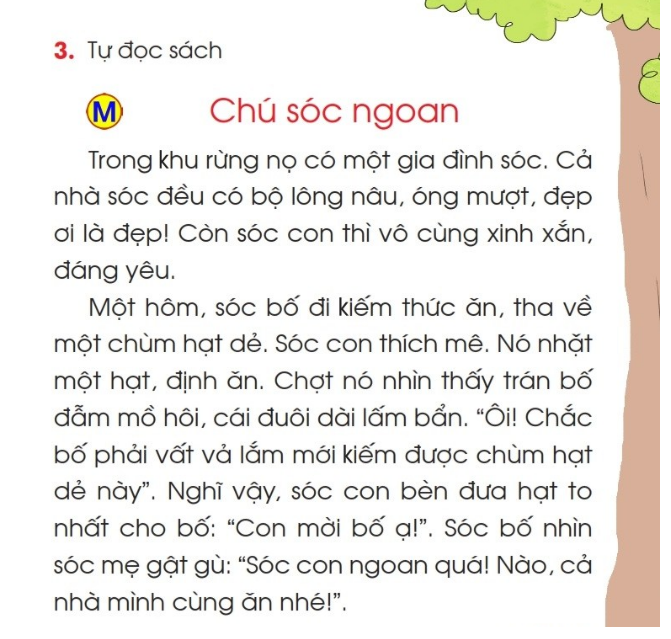 3. Tự đọc sách
M Chú sóc ngoan
Trong khu rừng nọ có một gia đình sóc. Cả
nhà sóc đều có bộ lông nâu, óng mượt, đẹp
ơi là đẹp! Còn sóc con thì vô cùng xinh xắn,
đáng yêu.
Một hôm, sóc bố đi kiếm thức ăn, tha về
một chùm hạt dẻ. Sóc con thích mê. Nó nhặt
một hạt, định ăn. Chợt nó nhìn thấy trán bố
đẫm mồ hôi, cái đuôi dài lấm bẩn. “Ôi! Chắc
bố phải vất vả lắm mới kiếm được chùm hạt
dẻ này”. Nghĩ vậy, sóc con bèn đưa hạt to
nhất cho bố: “Con mời bố ạ!”. Sóc bố nhìn
sóc mẹ gật gù: “Sóc con ngoan quá! Nào, cả
nhà mình cùng ăn nhé!”.